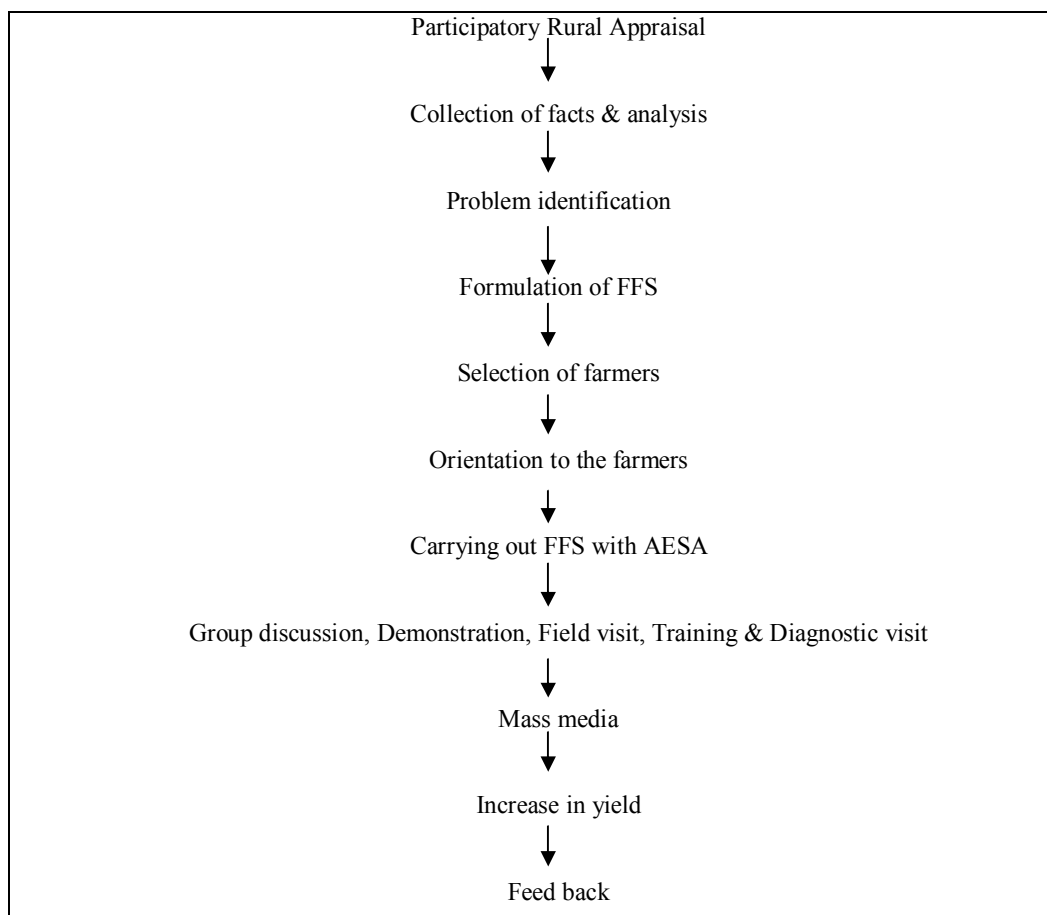 Participatory Rural Appraisal
Collection of facts & analysis
Problem identification
Formulation of FFS
Selection of farmers
Orientation to the farmers
Carrying out FFS with AESA
Group discussion, Demonstration, Field visit, Training & Diagnostic visit
Mass media
Increase in yield
Feed back